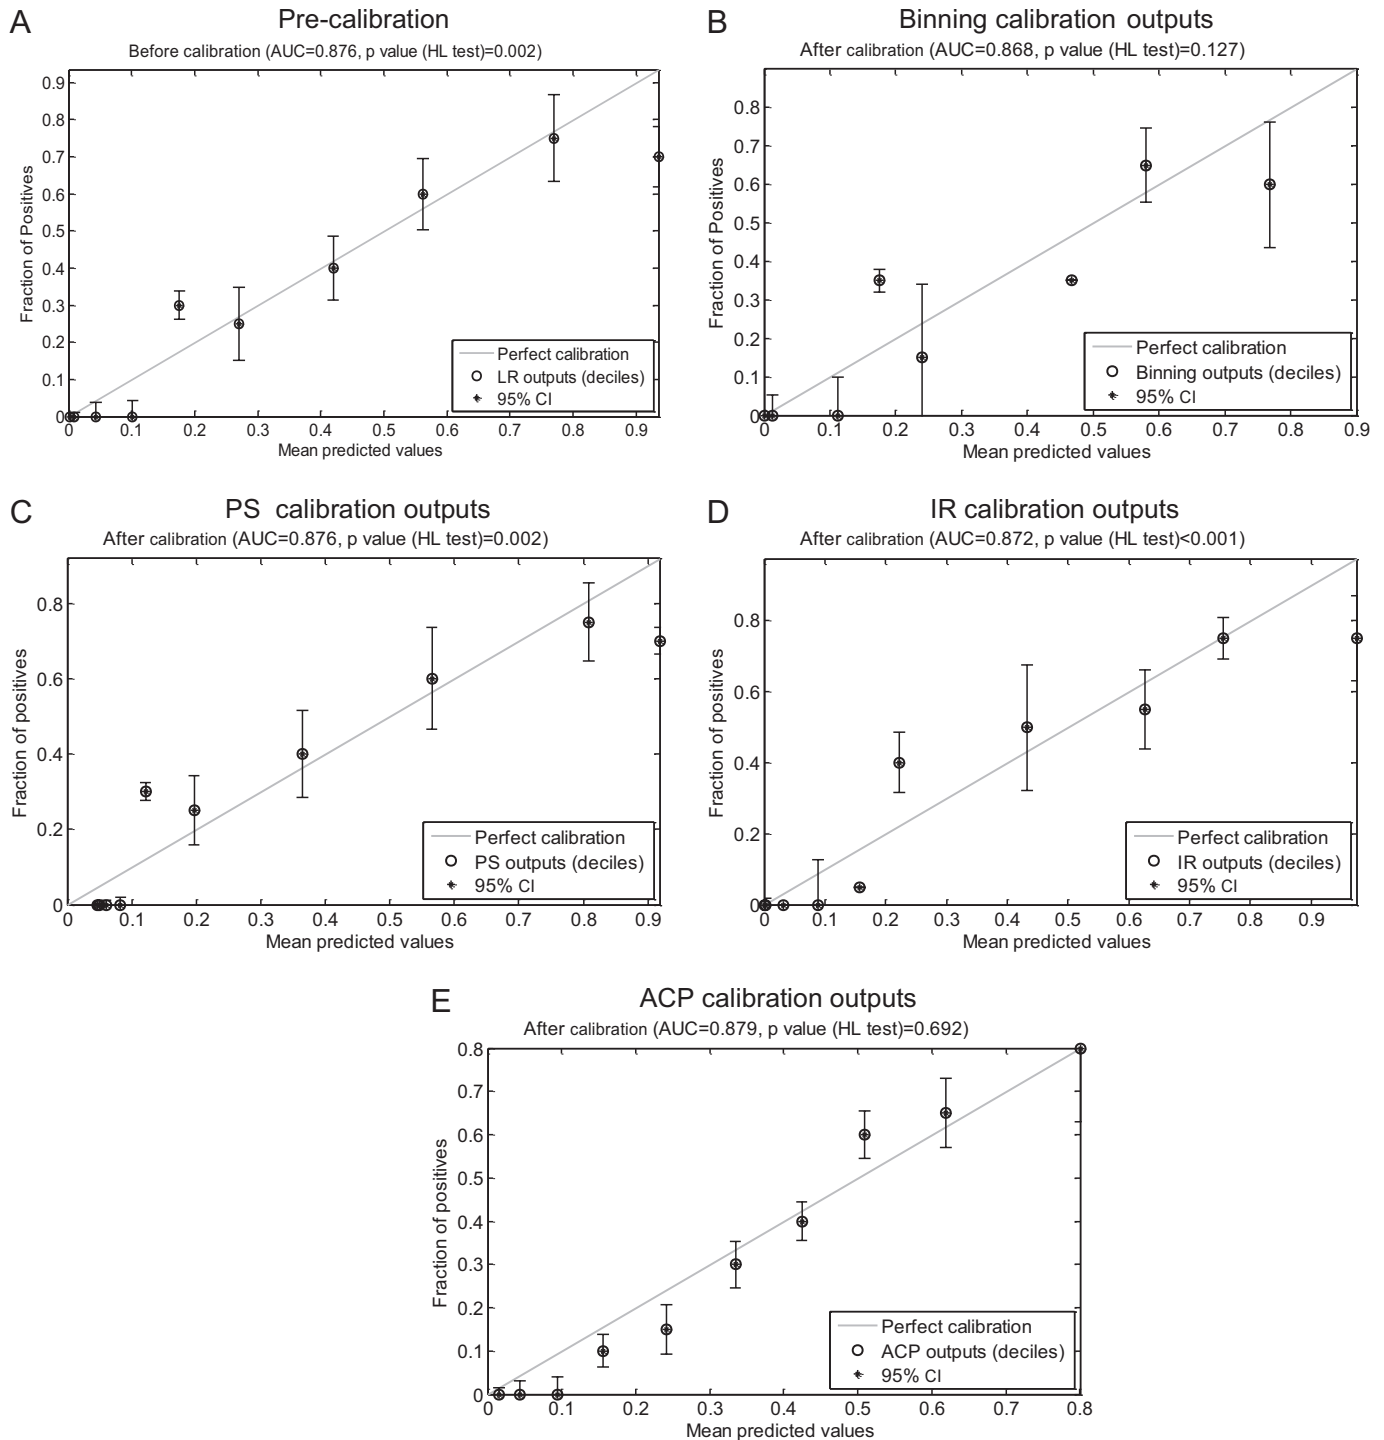 A
Pre-calibration
Before calibration (AUC=0.876, p value (HL test)=0.002)
Fraction of Positives
0.9
0.8
0.7
0.6
0.5
0.4
0.3
0.2
0.1
0
0 0.1 0.2 0.3 0.4 0.5 0.6 0.7 0.8 0.9
Mean predicted values
Perfect calibration
LR outputs (deciles)
95% CI
B
Binning calibration outputs
After calibration (AUC=0.868, p value (HL test)=0.127)
Fraction of Positives
0.8
0.7
0.6
0.5
0.4
0.3
0.2
0.1
0
0 0.1 0.2 0.3 0.4 0.5 0.6 0.7 0.8 0.9
Mean predicted values
Perfect calibration
Binning outputs (deciles)
95% CI
C
PS calibration outputs
After calibration (AUC=0.876, p value (HL test)=0.002)
Fraction of positives
0.8
0.6
0.4
0.2
0
0 0.1 0.2 0.3 0.4 0.5 0.6 0.7 0.8 0.9
Mean predicted values
Perfect calibration
PS outputs (deciles)
95% CI
D
IR calibration outputs
After calibration (AUC=0.872, p value (HL test)<0.001)
Fraction of positives
0.8
0.6
0.4
0.2
0
0 0.1 0.2 0.3 0.4 0.5 0.6 0.7 0.8 0.9
Mean predicted values
Perfect calibration
IR outputs (deciles)
95% CI
E
ACP calibration outputs
After calibration (AUC=0.879, p value (HL test)=0.692)
Fraction of positives
0.8
0.7
0.6
0.5
0.4
0.3
0.2
0.1
0
0 0.1 0.2 0.3 0.4 0.5 0.6 0.7 0.8
Mean predicted values
Perfect calibration
ACP outputs (deciles)
95% CI